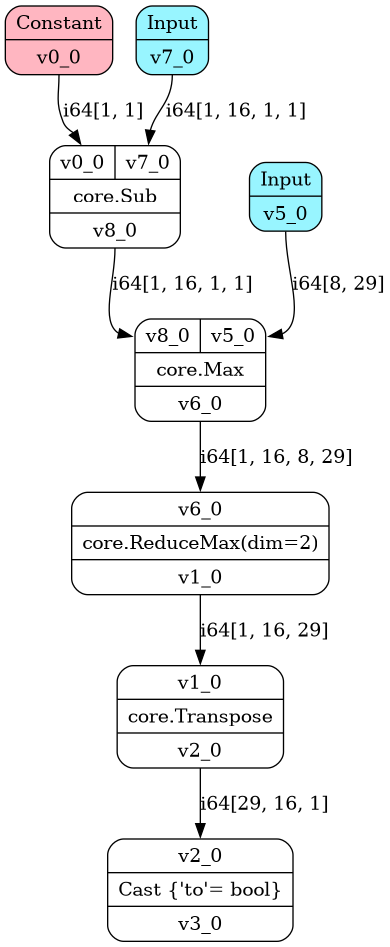 Constant
v0_0
Input
v7_0
i64[1, 1]
i64[1, 16, 1, 1]
v0_0 v7_0
core.Sub
v8_0
Input
v5_0
i64[1, 16, 1, 1]
i64[8, 29]
v8_0 v5_0
core.Max
v6_0
i64[1, 16, 8, 29]
v6_0
core.ReduceMax(dim=2)
v1_0
i64[1, 16, 29]
v1_0
core.Transpose
v2_0
i64[29, 16, 1]
v2_0
Cast {'to'= bool}
v3_0